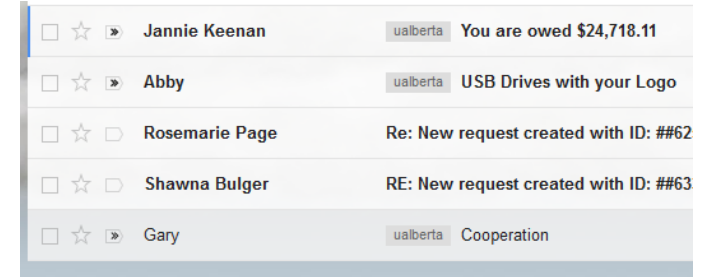 Jannie Keenan ualberta You are owed $24,718.11
Abby ualberta USB Drives with your Logo
Rosemarie Page Re: New request created with ID: ##62
Shawna Bulger RE: New request created with ID: ##63
Gary ualberta Cooperation